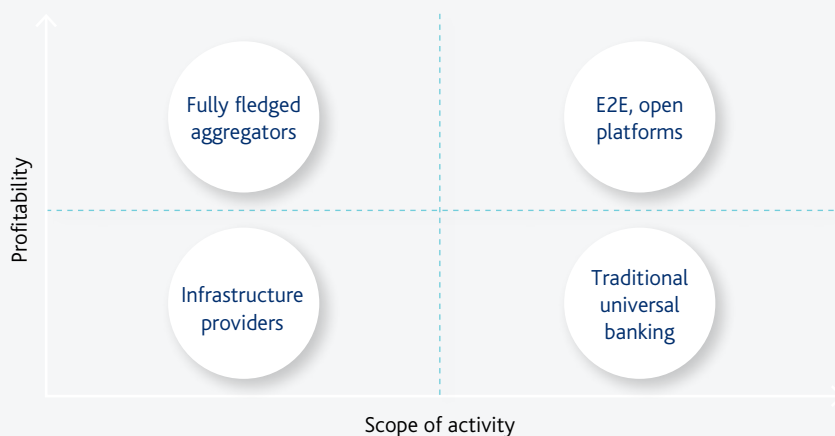 Profitability
Fully fledged
aggregators
E2E, open
platforms
Infrastructure
providers
Traditional
universal
banking
Scope of activity